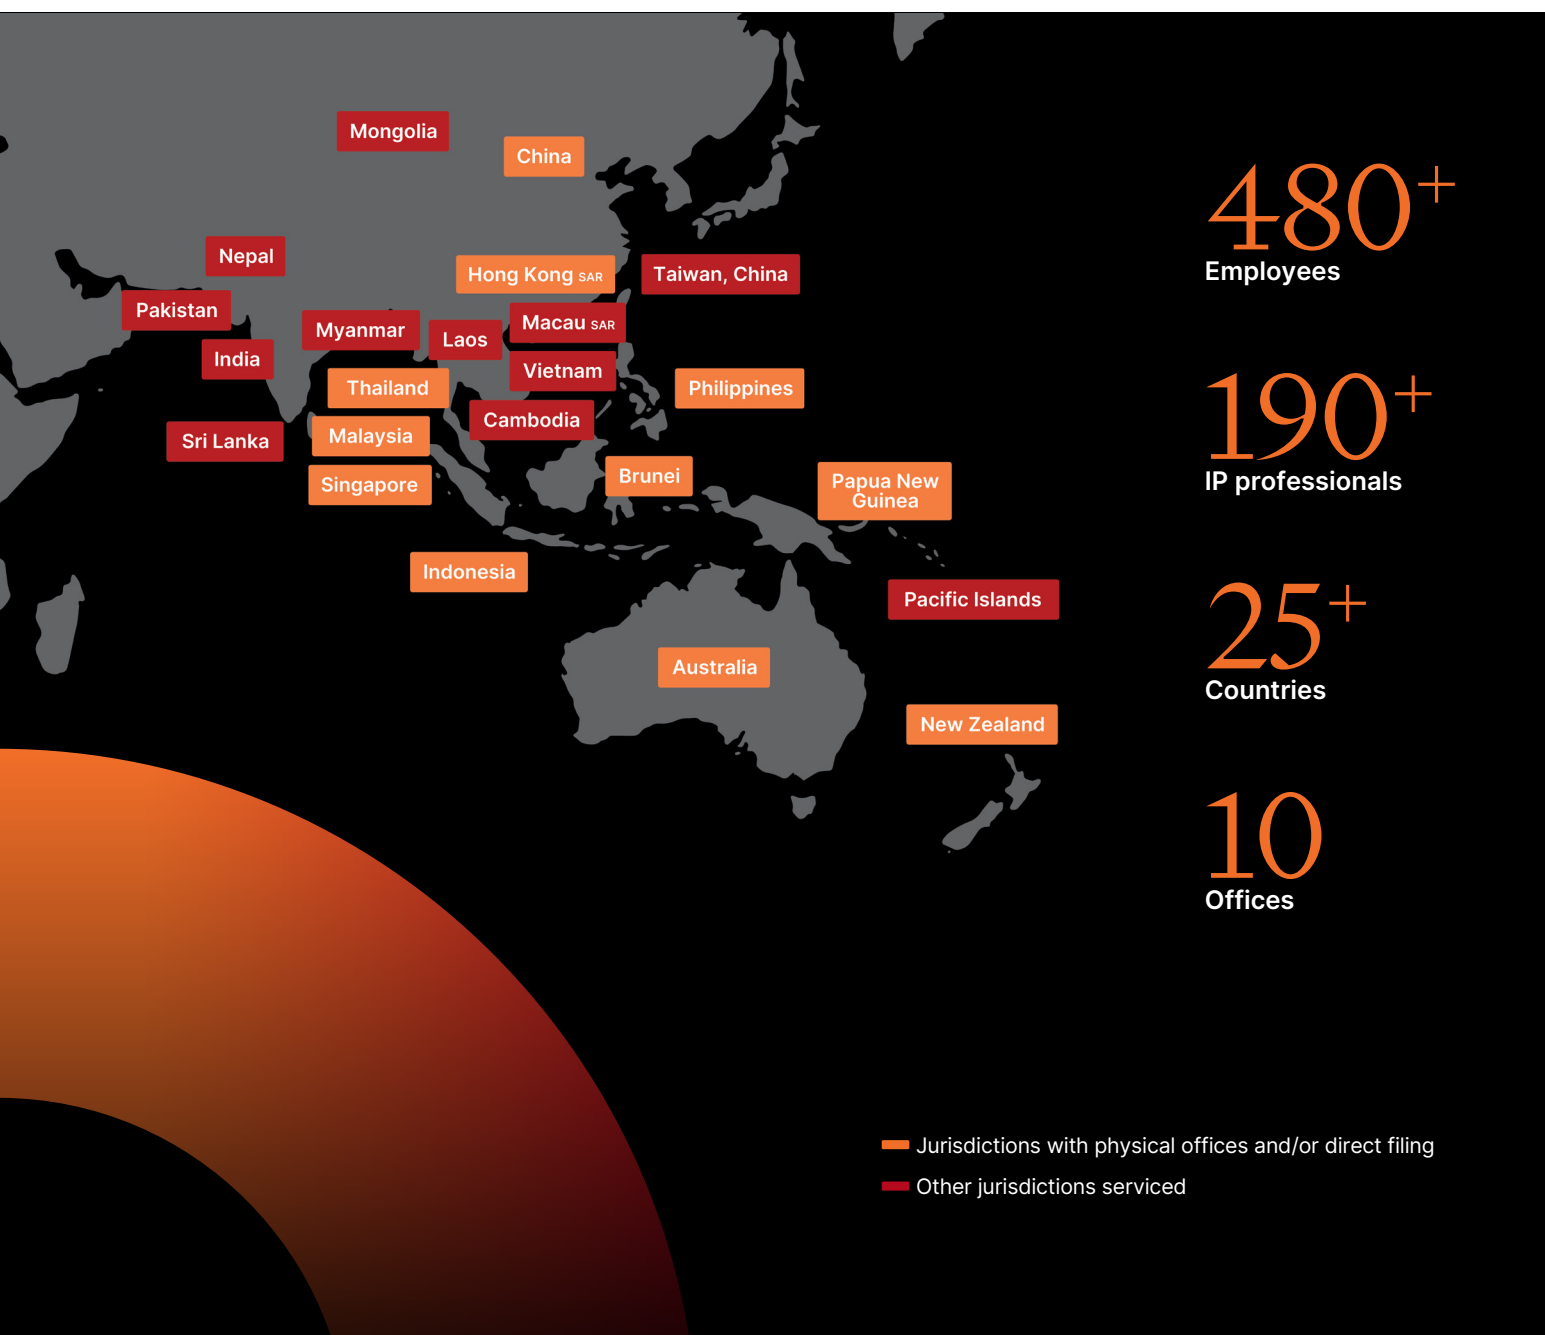 Mongolia
China
Nepal
Hong Kong SAR
Taiwan, China
Pakistan
Macau SAR
Myanmar
Laos
India
Vietnam
Thailand
Philippines
Cambodia
Malaysia
Sri Lanka
Brunei
Singapore
Papua New
Guinea
Indonesia
Pacific Islands
Australia
New Zealand
480+
Employees
190+
IP professionals
25+
Countries
10
Offices
Jurisdictions with physical offices and/or direct filing
Other jurisdictions serviced